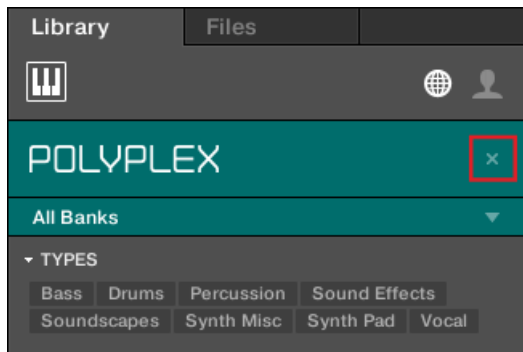 Library Files
POLYPLEX
All Banks
TYPES
Bass Drums Percussion Sound Effects
Soundscapes Synth Misc Synth Pad Vocal